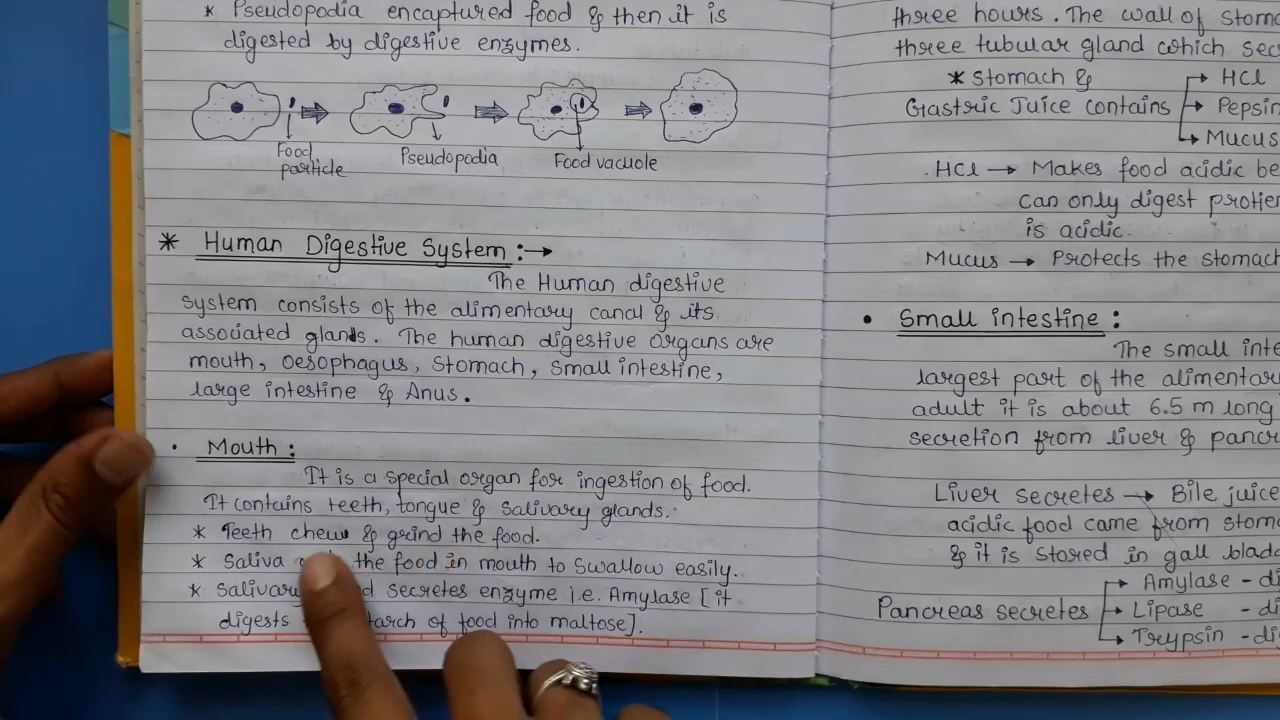 * Pseudopodia encaptured food & then it is
digested by digestive enzymes.
Food
particle
Pseudopodia
Food vacuole
* Human Digestive System :→
The Human digestive
system consists of the alimentary canal & its
associated glands. The human digestive organs are
mouth, Oesophagus, Stomach, Small intestine,
large intestine & Anus.
• Mouth :
It is a special organ for ingestion of food.
It contains teeth, tongue & Salivary glands.
* Teeth chew & grind the food.
* Saliva the food in mouth to Swallow easily.
* Salivary secretes enzyme i.e. Amylase [it
digests of food into maltose].
three hours. The wall of
three tubular gland which
* Stomach &
Gastric Juice contains → HCl
→ Pepsin
→ Mucus
HCl → Makes food acidic
can only digest
is acidic.
Mucus → Protects the stomach
• Small intestine :
The small
largest part of the
adult it is about 6.5 m long
secretion from liver &
Liver secretes → Bile juice
acidic food came from
& it is stored in gall
Pancreas secretes → Amylase -
→ Lipase -
→ Trypsin -